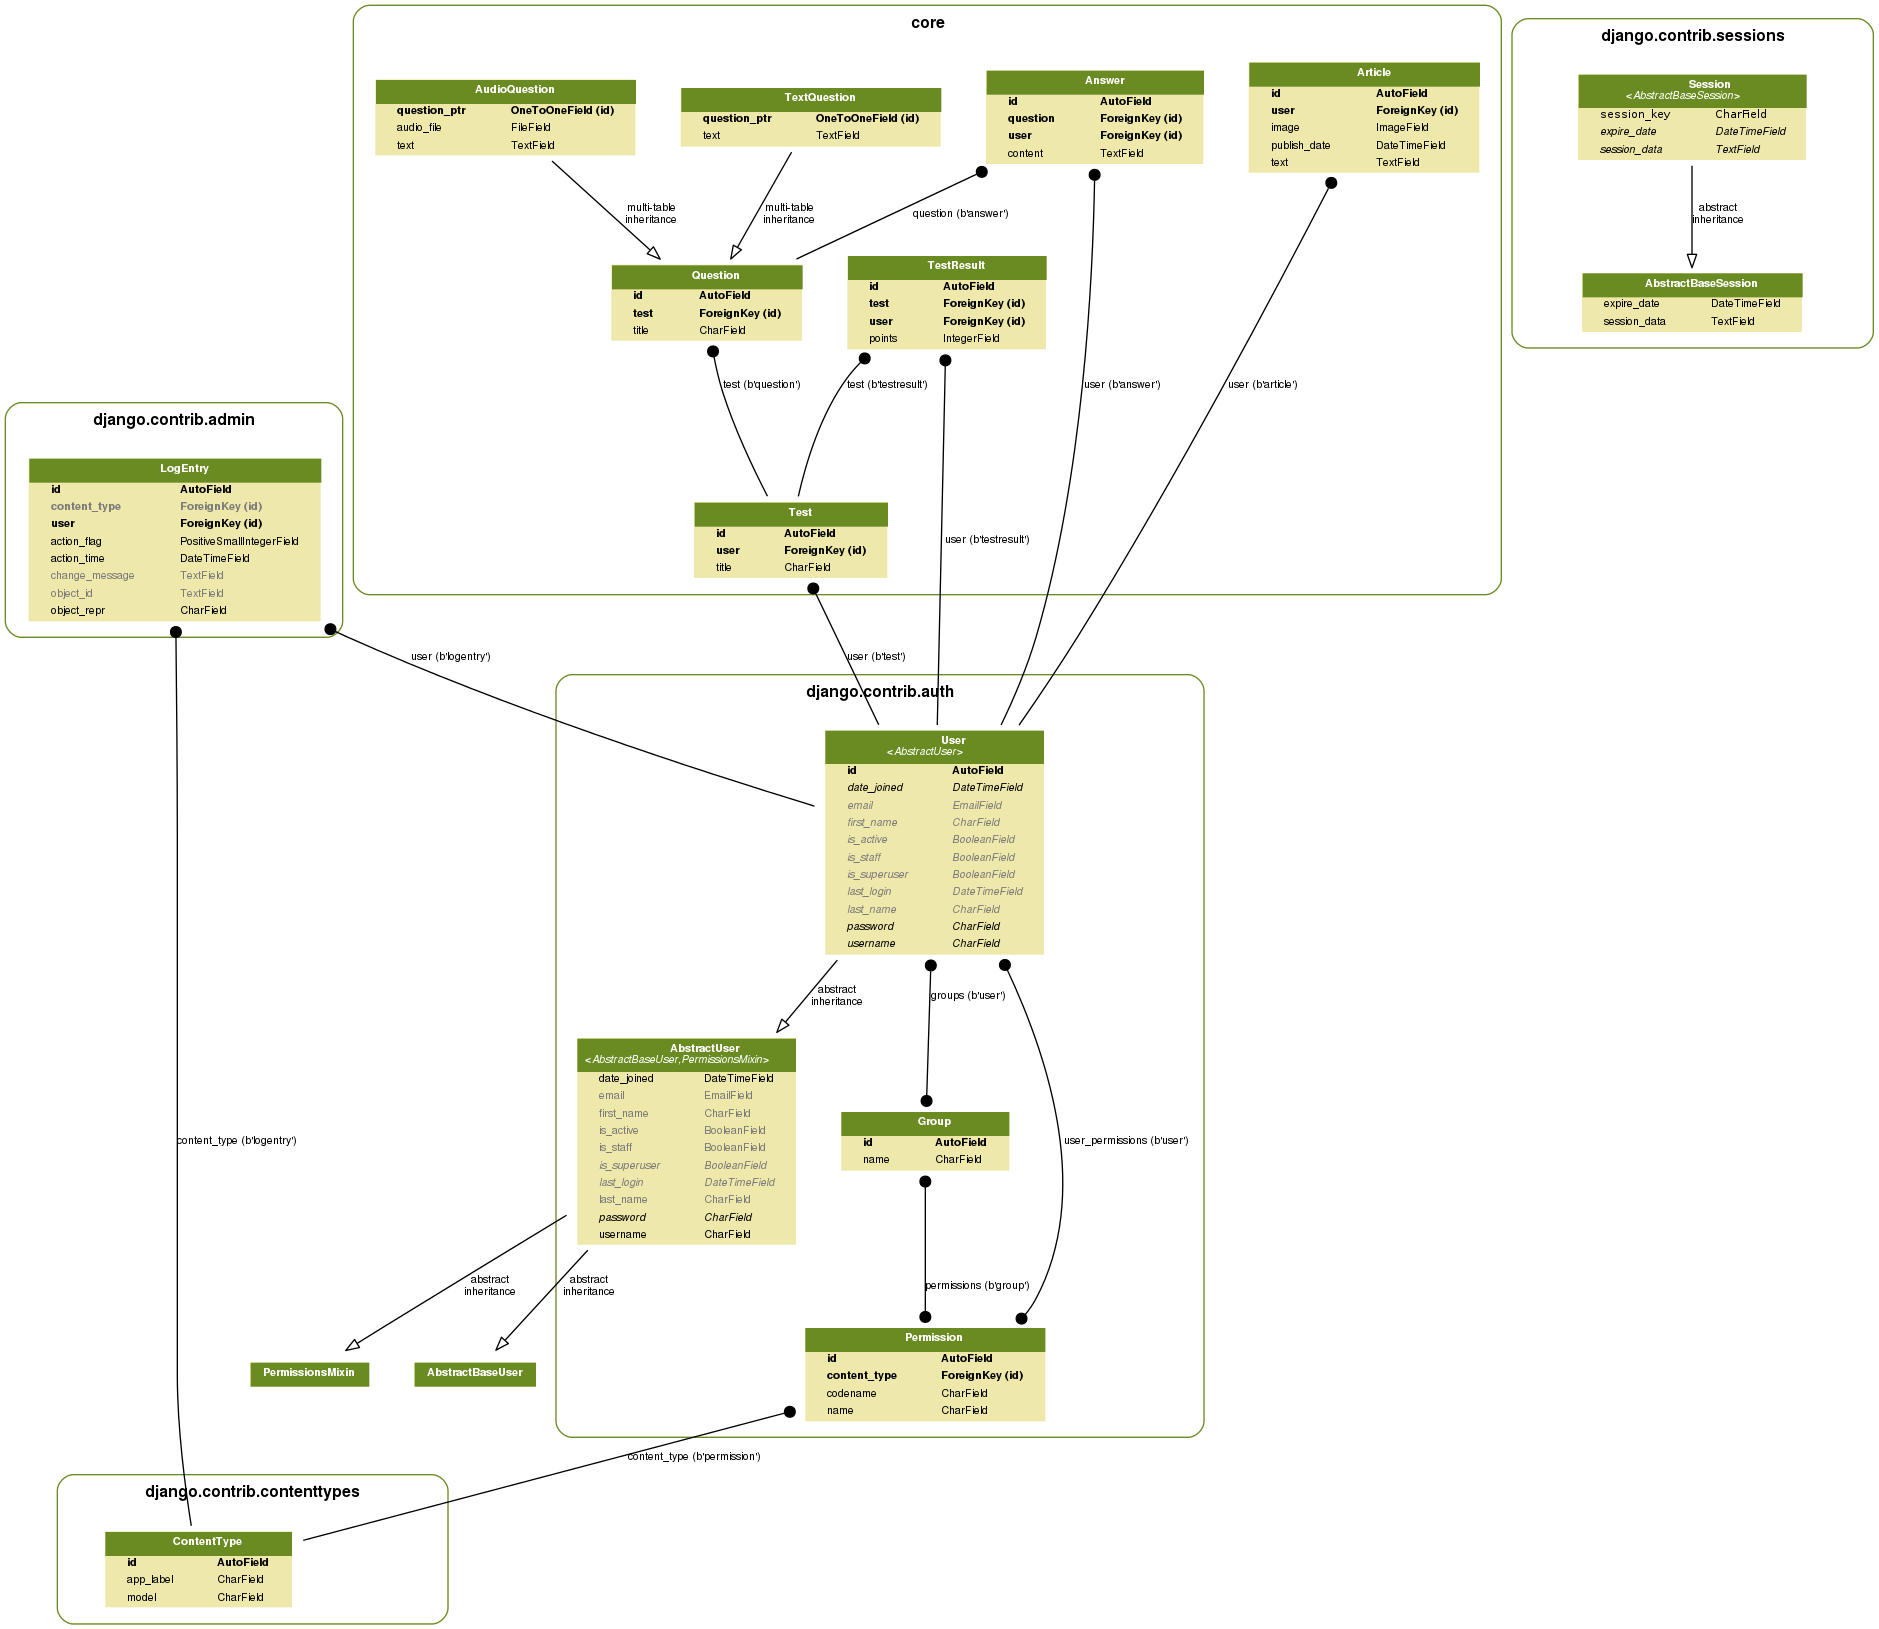 core
AudioQuestion
question_ptr OneToOneField (id)
audio_file FileField
text TextField
TextQuestion
question_ptr OneToOneField (id)
text TextField
Answer
id AutoField
question ForeignKey (id)
user ForeignKey (id)
content TextField
Article
id AutoField
user ForeignKey (id)
image ImageField
publish_date DateTimeField
text TextField
multi-table
inheritance
multi-table
inheritance
question (b'answer')
Question
id AutoField
test ForeignKey (id)
title CharField
TestResult
id AutoField
test ForeignKey (id)
user ForeignKey (id)
points IntegerField
test (b'question')
test (b'testresult')
user (b'answer')
user (b'article')
Test
id AutoField
user ForeignKey (id)
title CharField
user (b'testresult')
django.contrib.sessions
Session
<AbstractBaseSession>
session_key CharField
expire_date DateTimeField
session_data TextField
abstract
inheritance
AbstractBaseSession
expire_date DateTimeField
session_data TextField
django.contrib.admin
LogEntry
id AutoField
content_type ForeignKey (id)
user ForeignKey (id)
action_flag PositiveSmallIntegerField
action_time DateTimeField
change_message TextField
object_id TextField
object_repr CharField
user (b'logentry')
user (b'test')
django.contrib.auth
User
<AbstractUser>
id AutoField
date_joined DateTimeField
email EmailField
first_name CharField
is_active BooleanField
is_staff BooleanField
is_superuser BooleanField
last_login DateTimeField
last_name CharField
password CharField
username CharField
abstract
inheritance
groups (b'user')
AbstractUser
<AbstractBaseUser,PermissionsMixin>
date_joined DateTimeField
email EmailField
first_name CharField
is_active BooleanField
is_staff BooleanField
is_superuser BooleanField
last_login DateTimeField
last_name CharField
password CharField
username CharField
Group
id AutoField
name CharField
user_permissions (b'user')
content_type (b'logentry')
abstract
inheritance
abstract
inheritance
permissions (b'group')
PermissionsMixin
AbstractBaseUser
Permission
id AutoField
content_type ForeignKey (id)
codename CharField
name CharField
content_type (b'permission')
django.contrib.contenttypes
ContentType
id AutoField
app_label CharField
model CharField